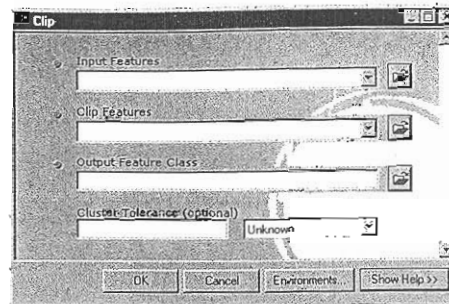 Clip
Input Features
Clip Features
Output Feature Class
Cluster Tolerance (optional)
Unknown
OK
Cancel
Environments...
Show Help >>